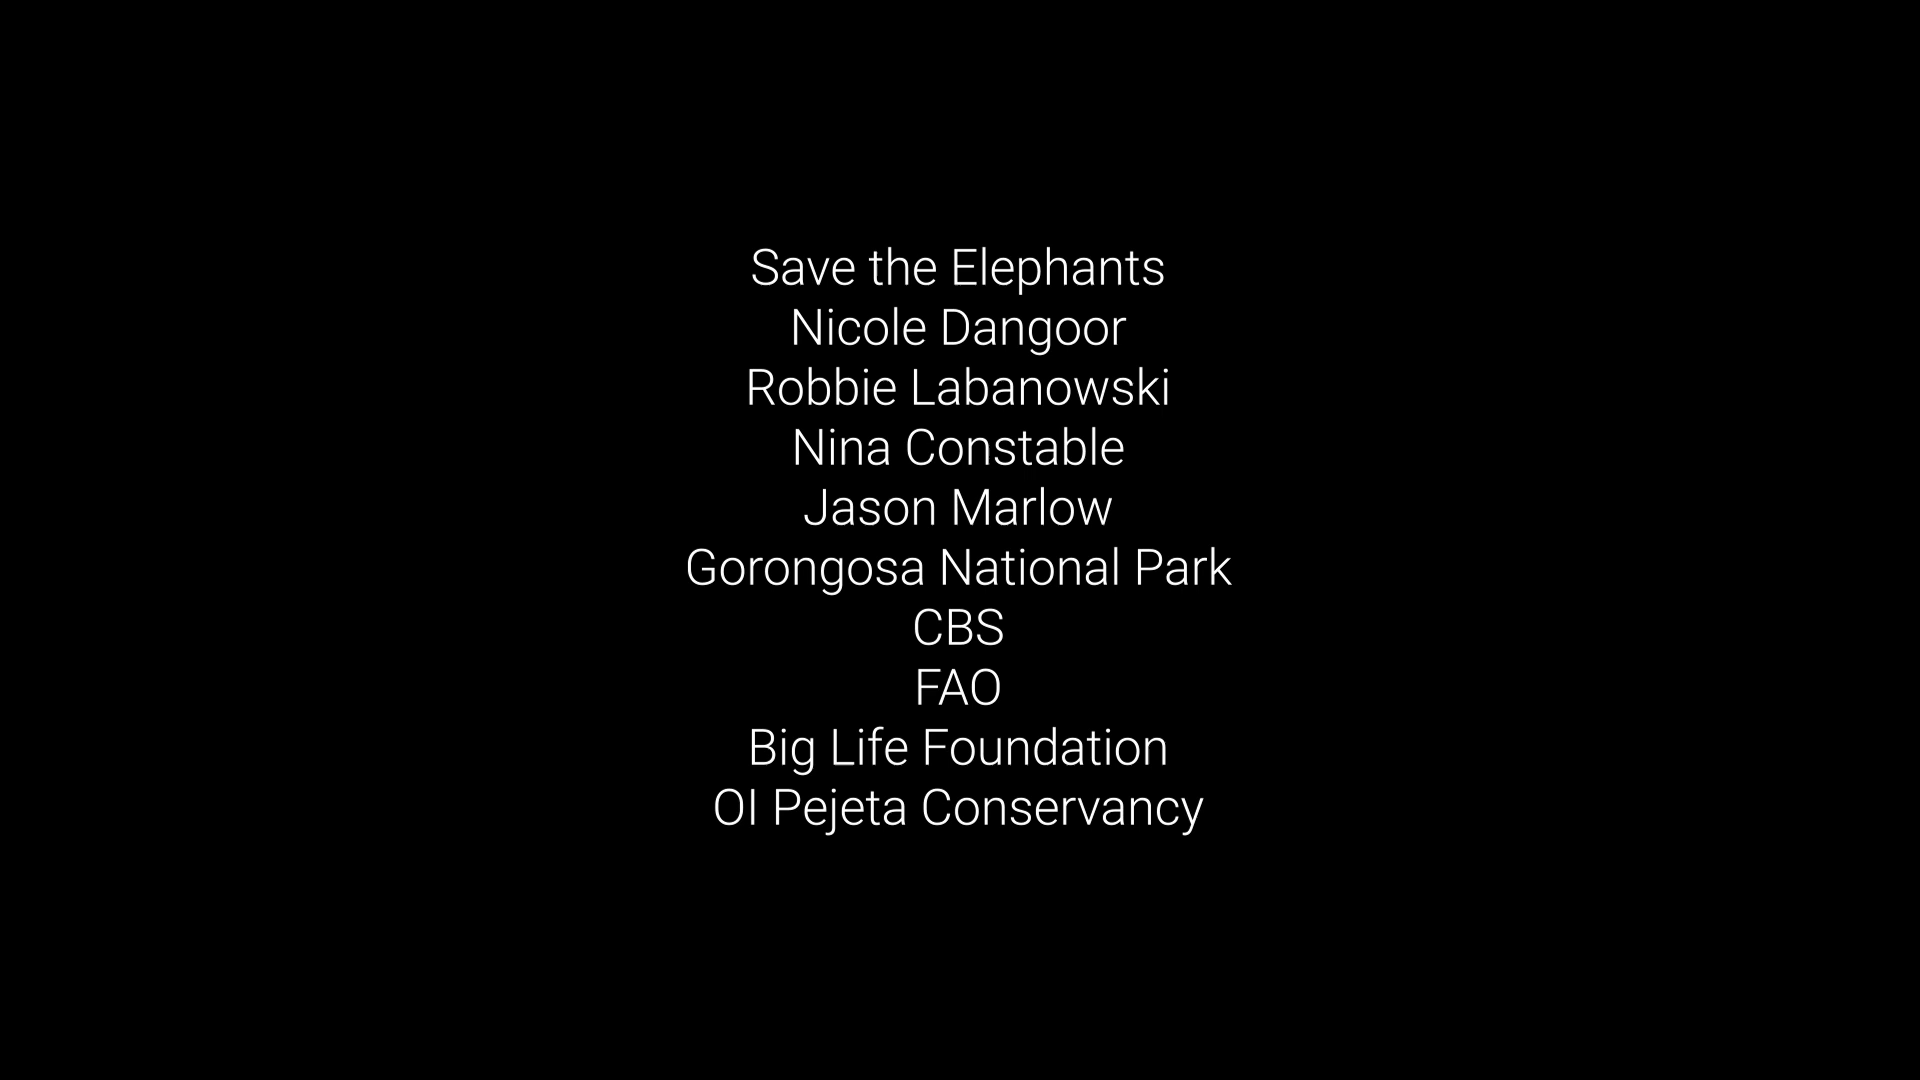 Save the Elephants
Nicole Dangoor
Robbie Labanowski
Nina Constable
Jason Marlow
Gorongosa National Park
CBS
FAO
Big Life Foundation
Ol Pejeta Conservancy